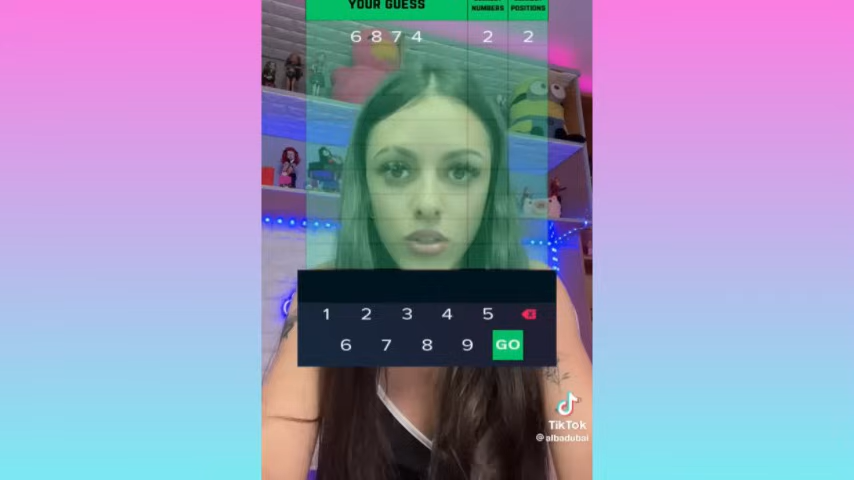 YOUR GUESS
NUMBERS
POSITIONS
6 8 7 4 2 2
1 2 3 4 5
6 7 8 9 GO
TikTok
@albadubai